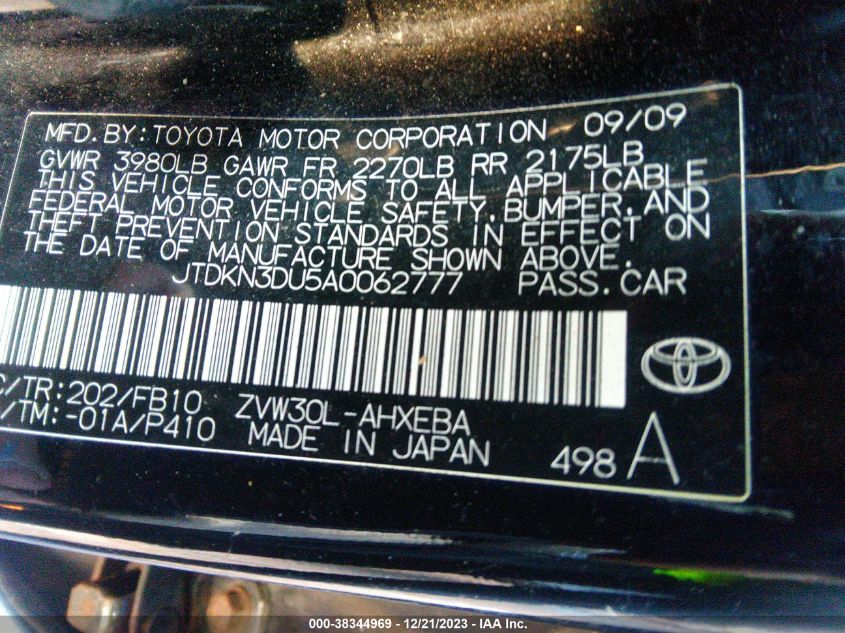 MFD.BY:TOYOTA MOTOR CORPORATION 09/09
GVWR 3980LB GAWR FR 2270LB RR 2175LB
THIS VEHICLE CONFORMS TO ALL APPLICABLE
FEDERAL MOTOR VEHICLE SAFETY,BUMPER,AND
THEFT PREVENTION STANDARDS IN EFFECT ON
THE DATE OF MANUFACTURE SHOWN ABOVE.
JTDKN3DU5A0062777 PASS.CAR
C/TR:202/FB10 ZVW30L-AHXEBA
/TM:-01A/P410 MADE IN JAPAN 498 A
000-38344969 - 12/21/2023 - IAA Inc.